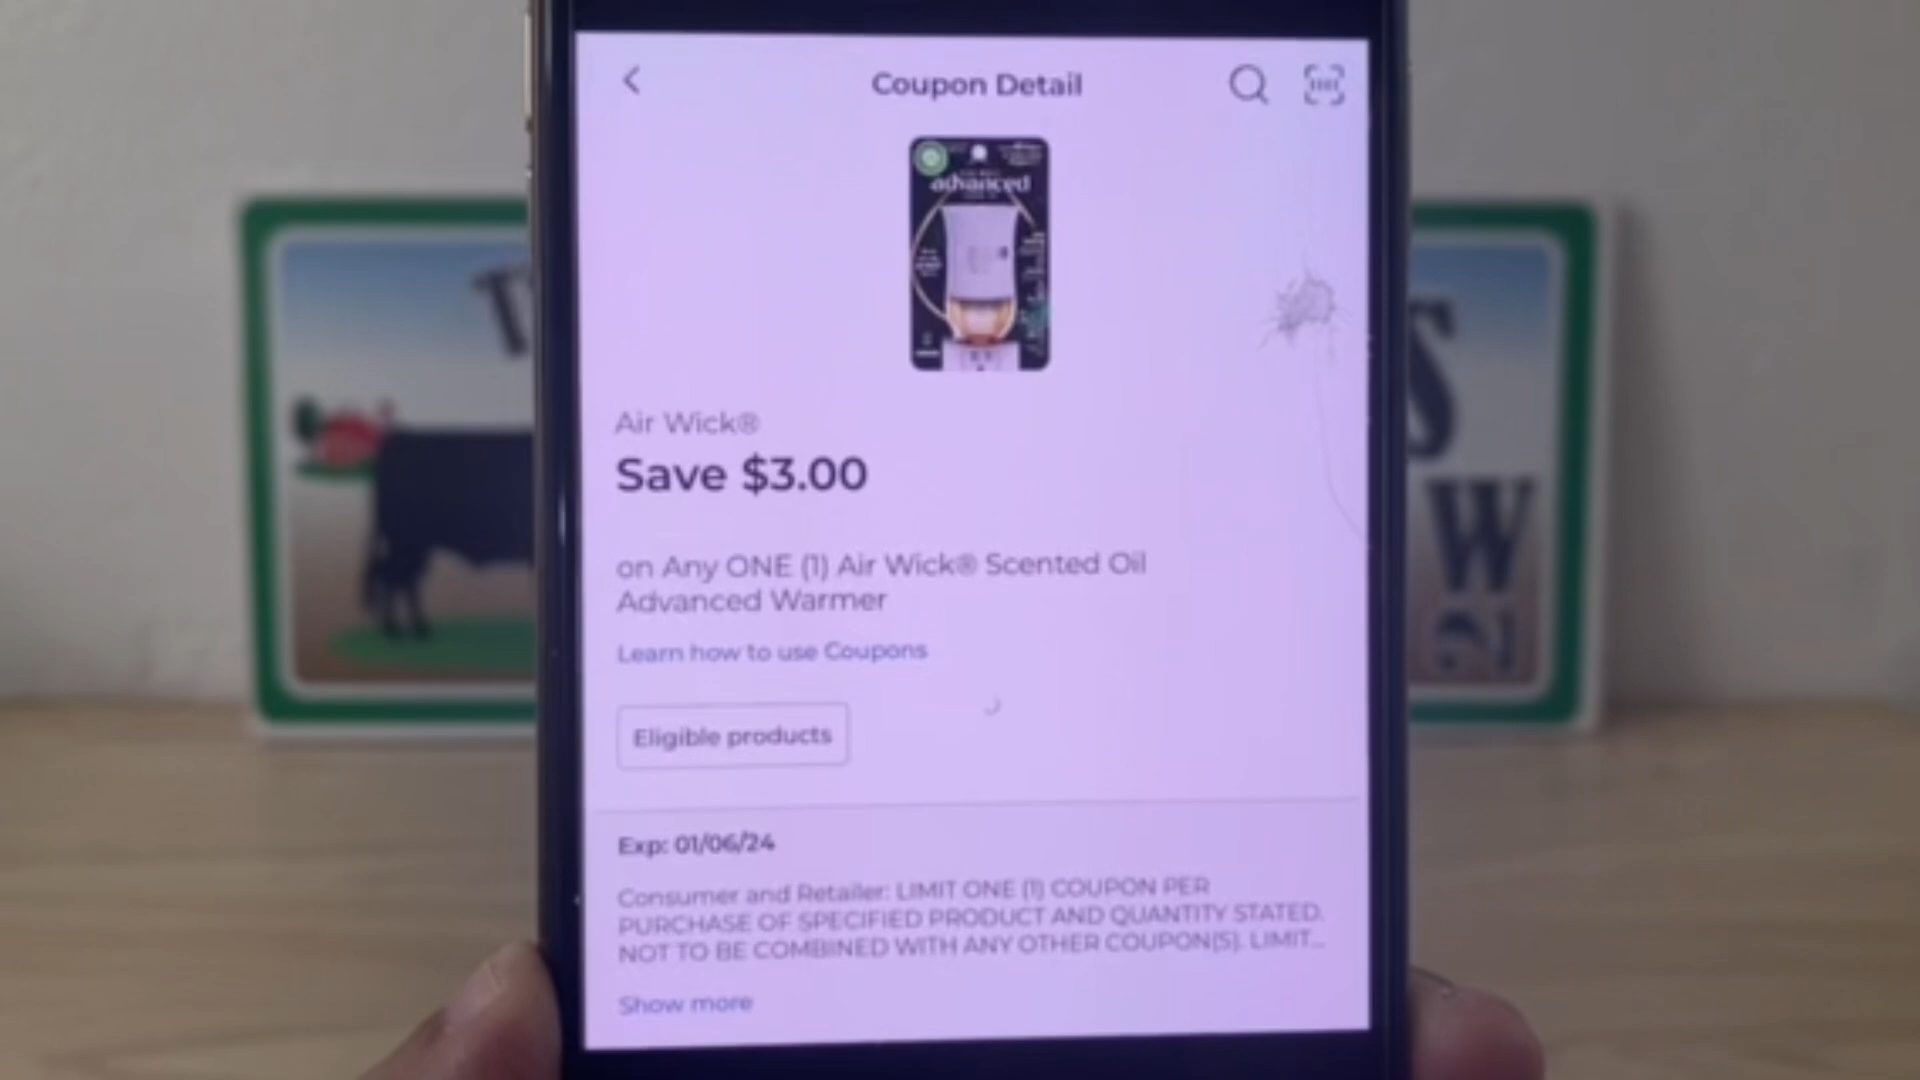 Coupon Detail
advanced
Air Wick®
Save $3.00
on Any ONE (1) Air Wick® Scented Oil
Advanced Warmer
Learn how to use Coupons
Eligible products
Exp: 01/06/24
Consumer and Retailer: LIMIT ONE (1) COUPON PER
PURCHASE OF SPECIFIED PRODUCT AND QUANTITY STATED.
NOT TO BE COMBINED WITH ANY OTHER COUPON(S). LIMIT...
Show more
S
W